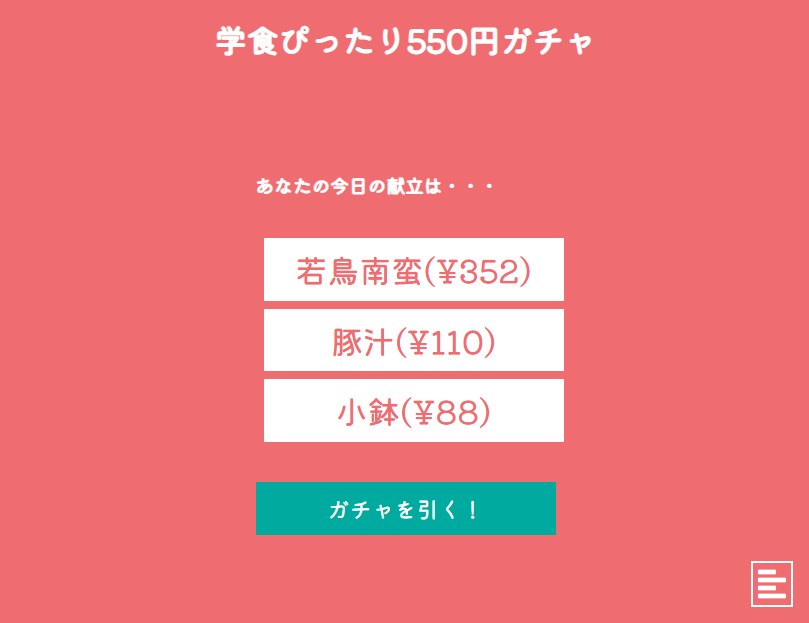 学食ぴったり550円ガチャ
あなたの今日の献立は・・・
若鳥南蛮(¥352)
豚汁(¥110)
小鉢(¥88)
ガチャを引く！